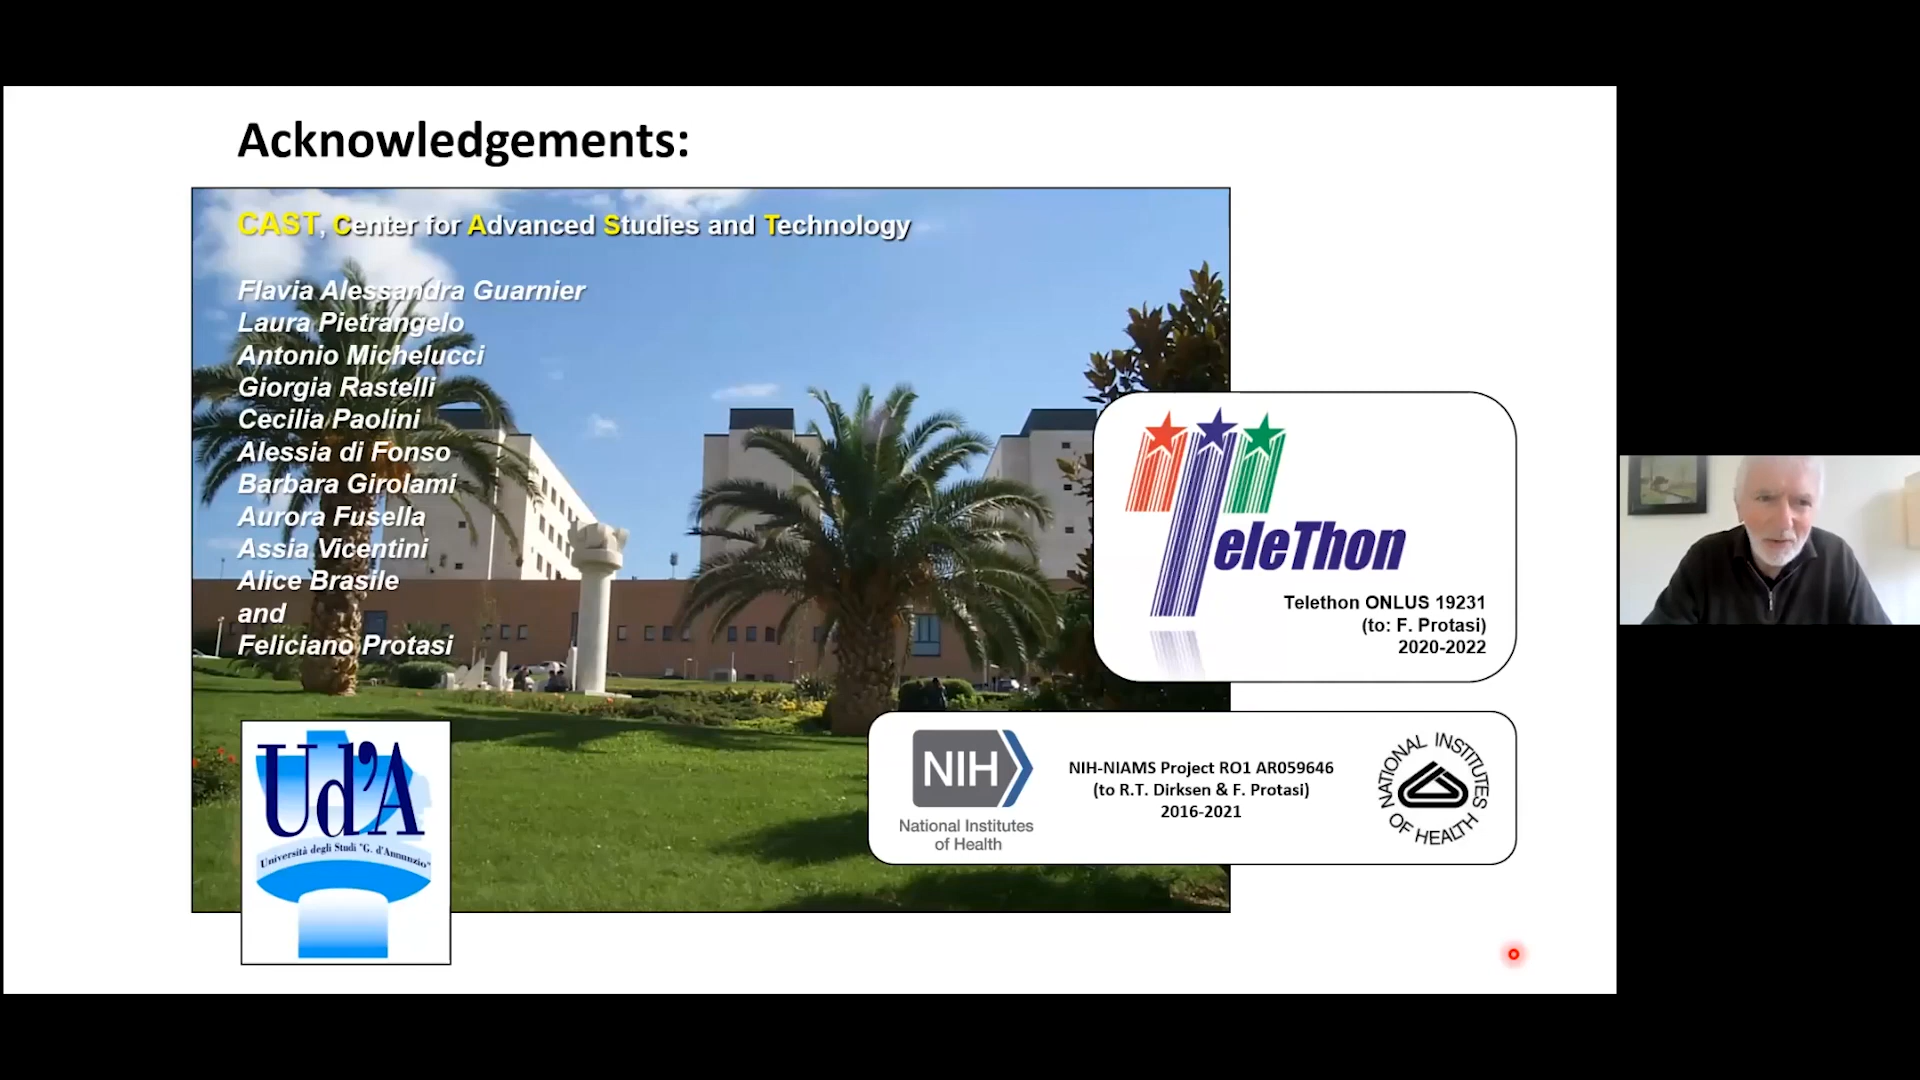 Acknowledgements:
CAST, Center for Advanced Studies and Technology
Flavia Alessandra Guarnier
Laura Pietrangelo
Antonio Michelucci
Giorgia Rastelli
Cecilia Paolini
Alessia di Fonso
Barbara Girolami
Aurora Fusella
Assia Vicentini
Alice Brasile
and
Feliciano Protasi
TeleThon
Telethon ONLUS 19231
(to: F. Protasi)
2020-2022
NIH
National Institutes
of Health
NIH-NIAMS Project RO1 AR059646
(to R.T. Dirksen & F. Protasi)
2016-2021
NATIONAL INSTITUTES
OF HEALTH
Ud'A
Università degli Studi "G. d'Annunzio"